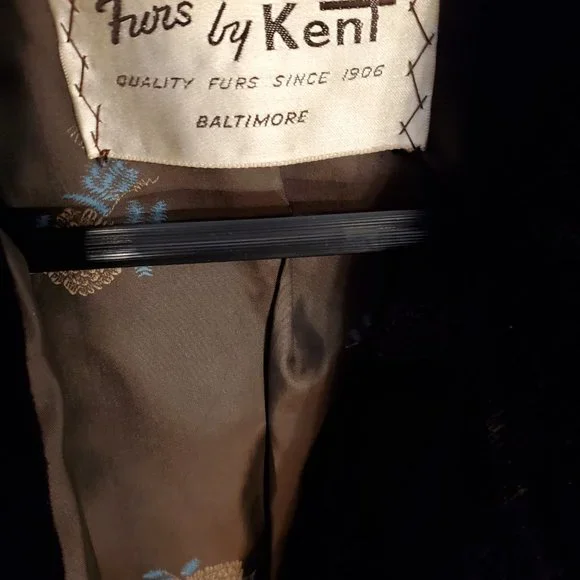 Furs by Kent
QUALITY FURS SINCE 1906
BALTIMORE